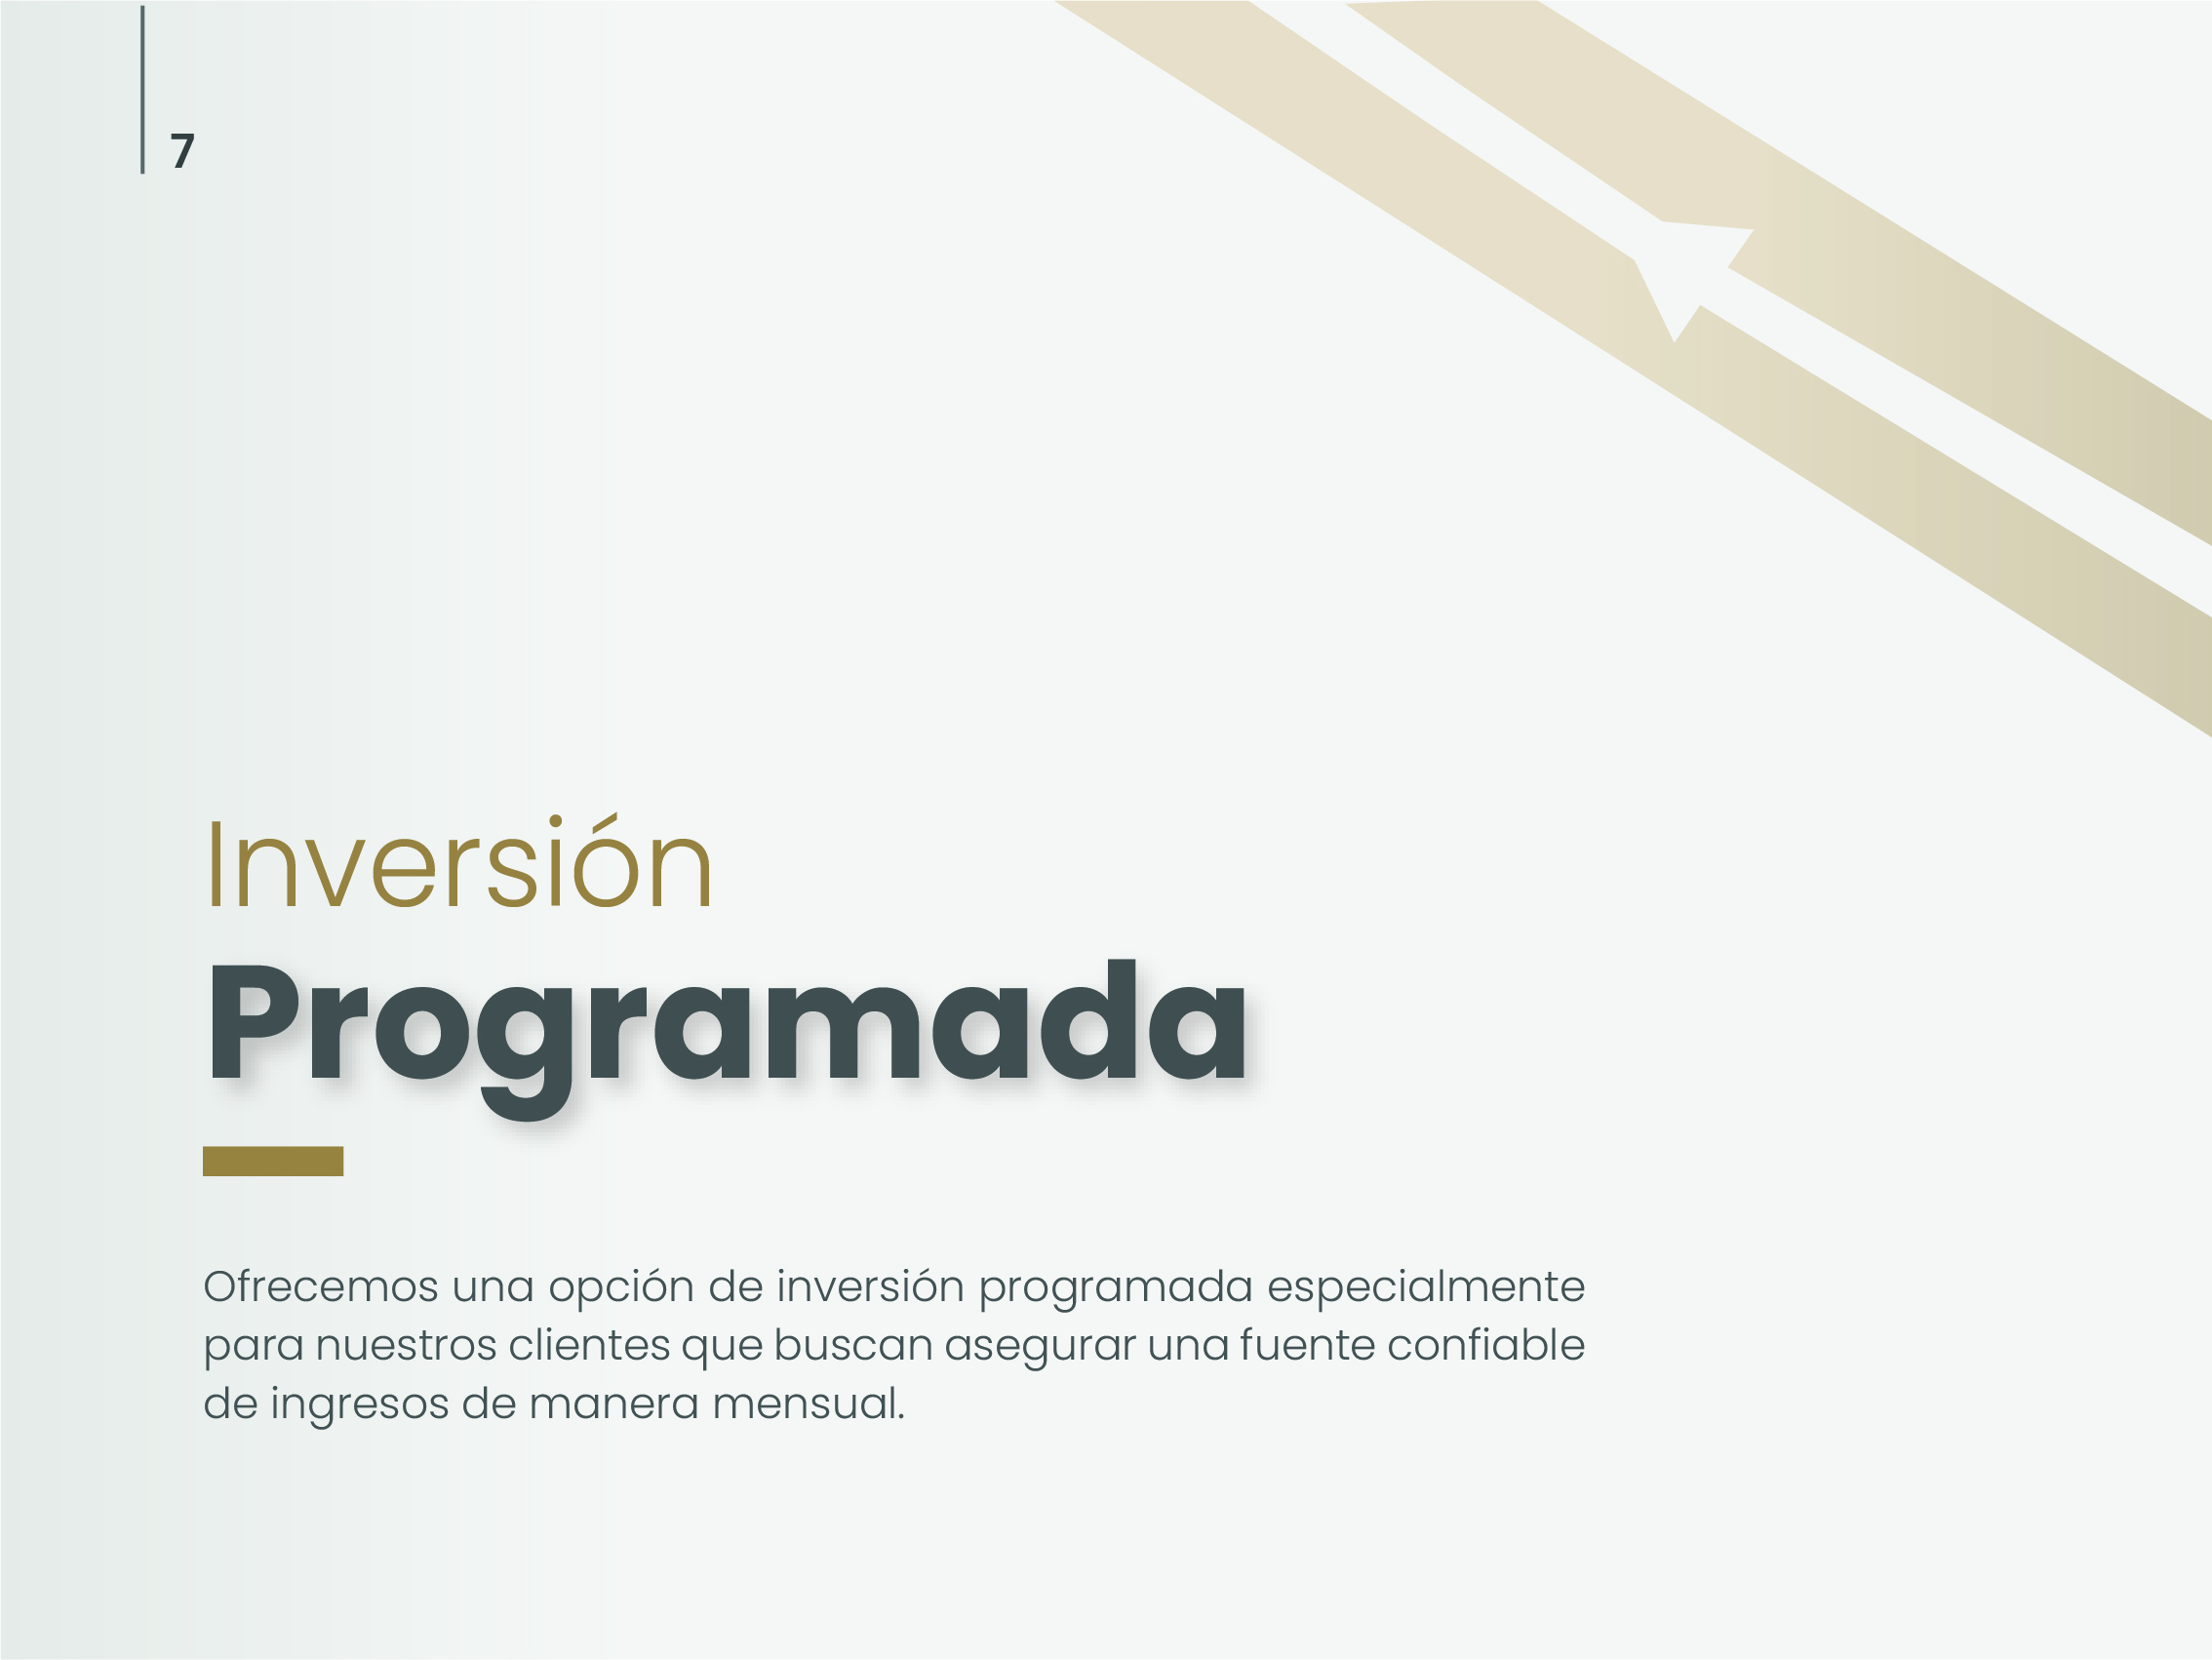 7
Inversión
Programada
Ofrecemos una opción de inversión programada especialmente
para nuestros clientes que buscan asegurar una fuente confiable
de ingresos de manera mensual.